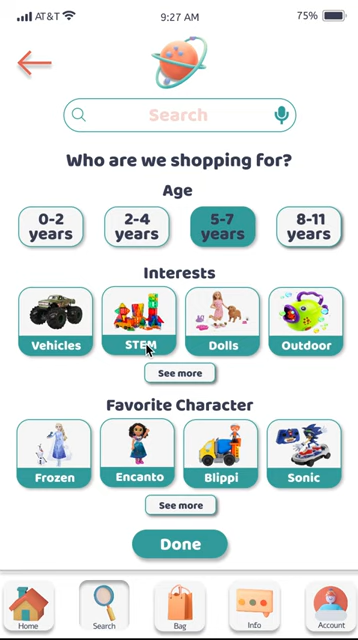 AT&T 9:27 AM 75%
Search
Who are we shopping for?
Age
0-2 years
2-4 years
5-7 years
8-11 years
Interests
Vehicles STEM Dolls Outdoor
See more
Favorite Character
Frozen Encanto Blippi Sonic
See more
Done
Home Search Bag Info Account